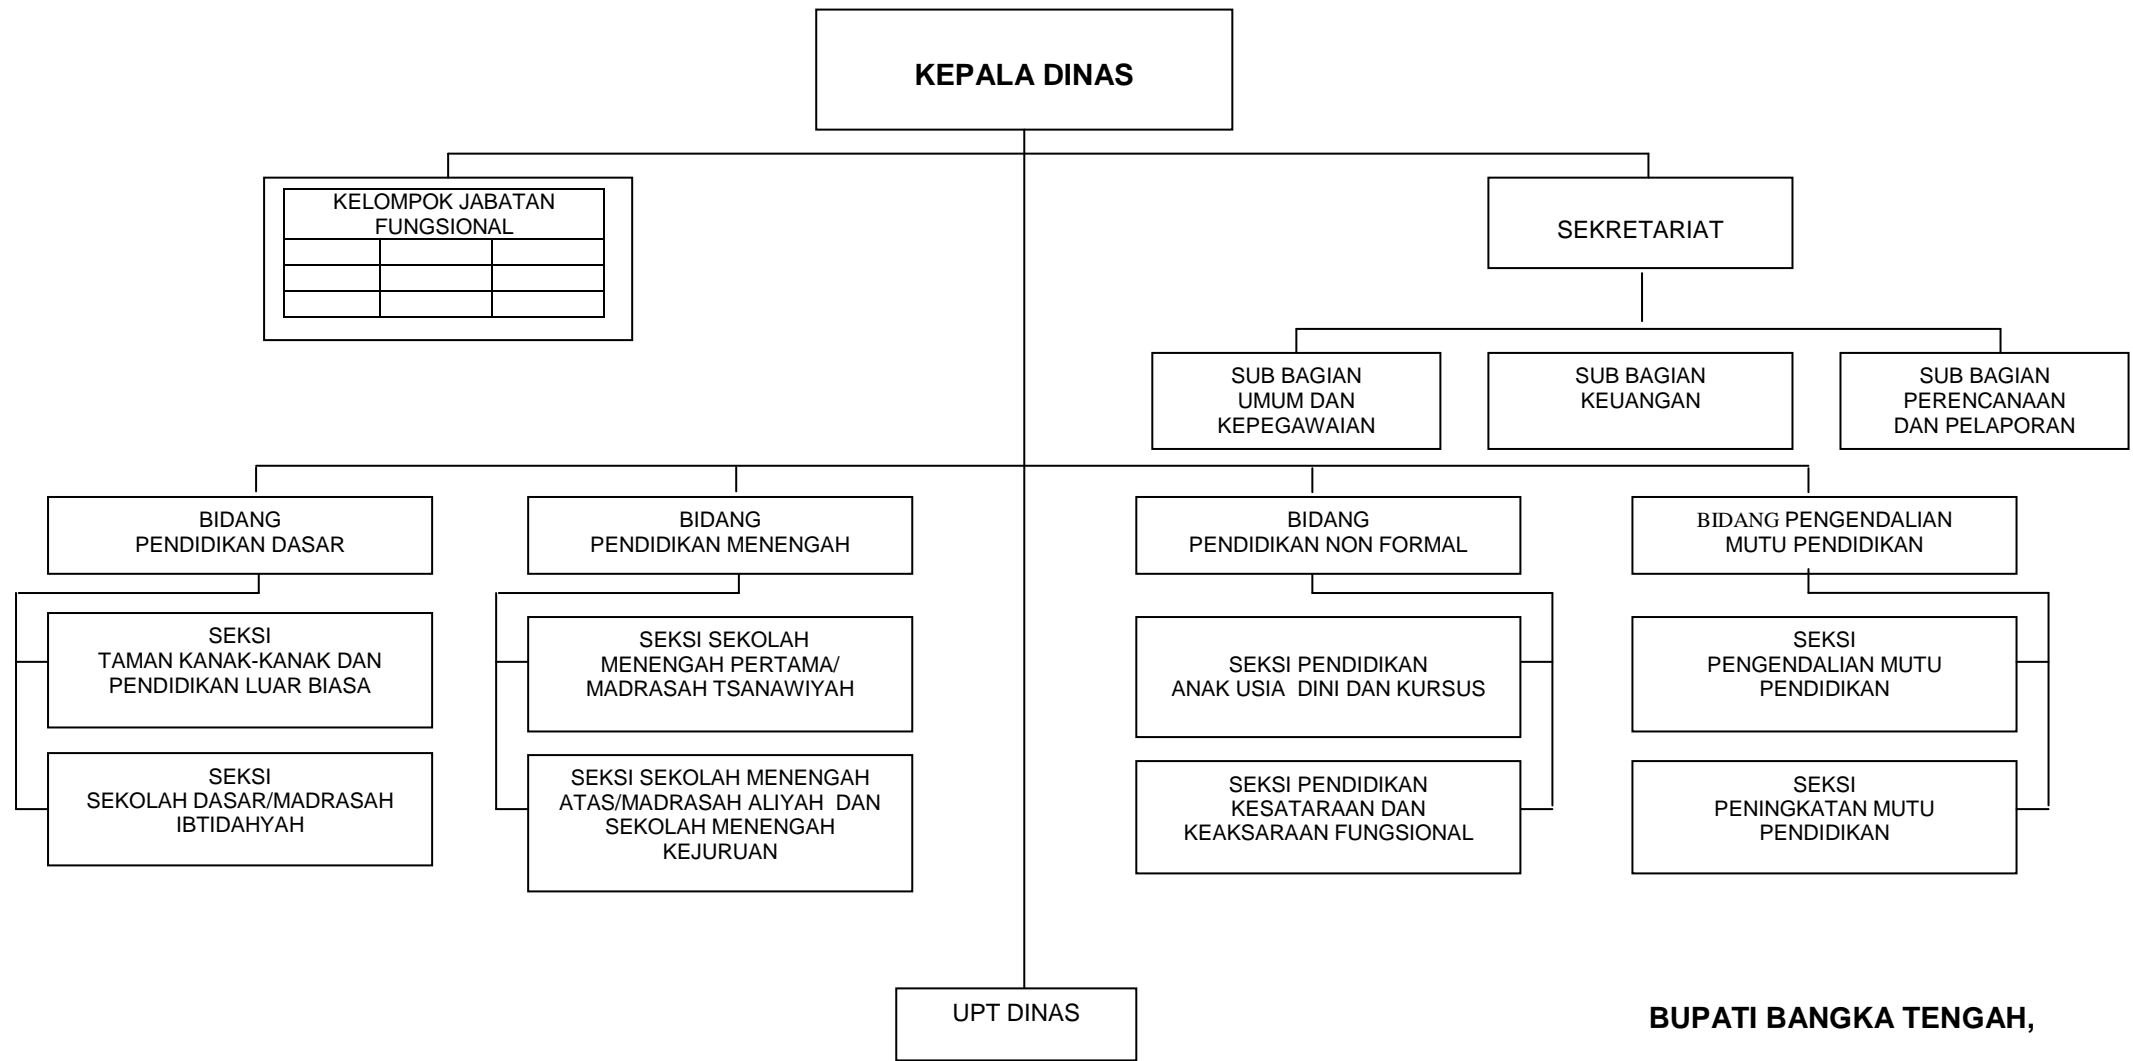 KEPALA DINAS
KELOMPOK JABATAN
FUNGSIONAL
SEKRETARIAT
SUB BAGIAN
UMUM DAN
KEPEGAWAIAN
SUB BAGIAN
KEUANGAN
SUB BAGIAN
PERENCANAAN
DAN PELAPORAN
BIDANG
PENDIDIKAN DASAR
BIDANG
PENDIDIKAN MENENGAH
BIDANG
PENDIDIKAN NON FORMAL
BIDANG PENGENDALIAN
MUTU PENDIDIKAN
SEKSI
TAMAN KANAK-KANAK DAN
PENDIDIKAN LUAR BIASA
SEKSI SEKOLAH
MENENGAH PERTAMA/
MADRASAH TSANAWIYAH
SEKSI PENDIDIKAN
ANAK USIA  DINI DAN KURSUS
SEKSI
PENGENDALIAN MUTU
PENDIDIKAN
SEKSI
SEKOLAH DASAR/MADRASAH
IBTIDAHYAH
SEKSI SEKOLAH MENENGAH
ATAS/MADRASAH ALIYAH  DAN
SEKOLAH MENENGAH
KEJURUAN
SEKSI PENDIDIKAN
KESATARAAN DAN
KEAKSARAAN FUNGSIONAL
SEKSI
PENINGKATAN MUTU
PENDIDIKAN
UPT DINAS
BUPATI BANGKA TENGAH,